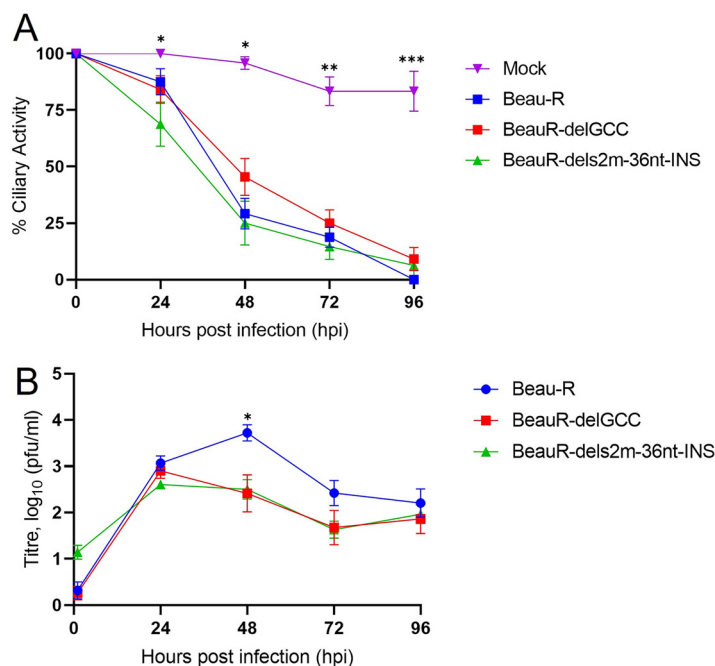 A
*
*
**
***
100
75
50
25
0
% Ciliary Activity
0 24 48 72 96
Hours post infection (hpi)
Mock
Beau-R
BeauR-delGCC
BeauR-dels2m-36nt-INS
B
*
5
4
3
2
1
0
Titre, log10 (pfu/ml)
0 24 48 72 96
Hours post infection (hpi)
Beau-R
BeauR-delGCC
BeauR-dels2m-36nt-INS